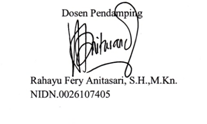 Dosen Pendamping
Rahayu Fery Anitasari, S.H.,M.Kn.
NIDN.0026107405